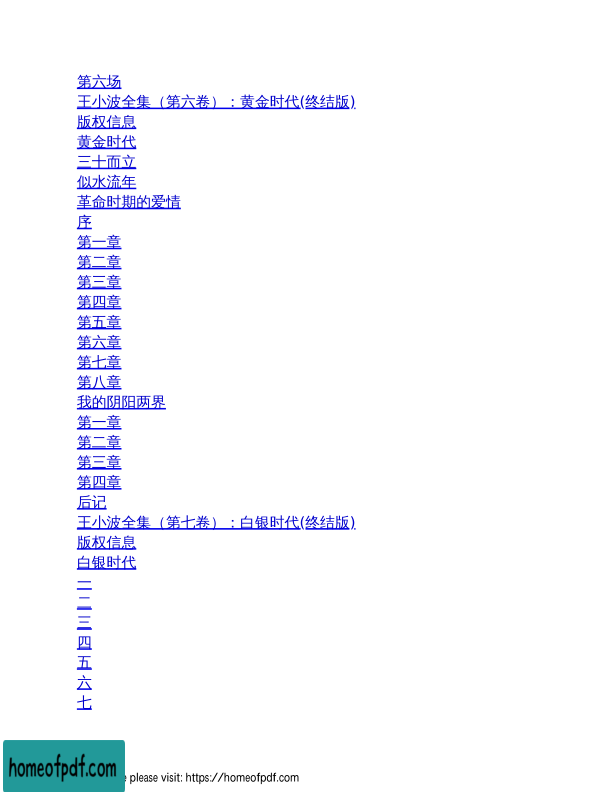 第六场
王小波全集（第六卷）：黄金时代(终结版)
版权信息
黄金时代
三十而立
似水流年
革命时期的爱情
序
第一章
第二章
第三章
第四章
第五章
第六章
第七章
第八章
我的阴阳两界
第一章
第二章
第三章
第四章
后记
王小波全集（第七卷）：白银时代(终结版)
版权信息
白银时代
一
二
三
四
五
六
七
homeofpdf.com
e please visit: https://homeofpdf.com